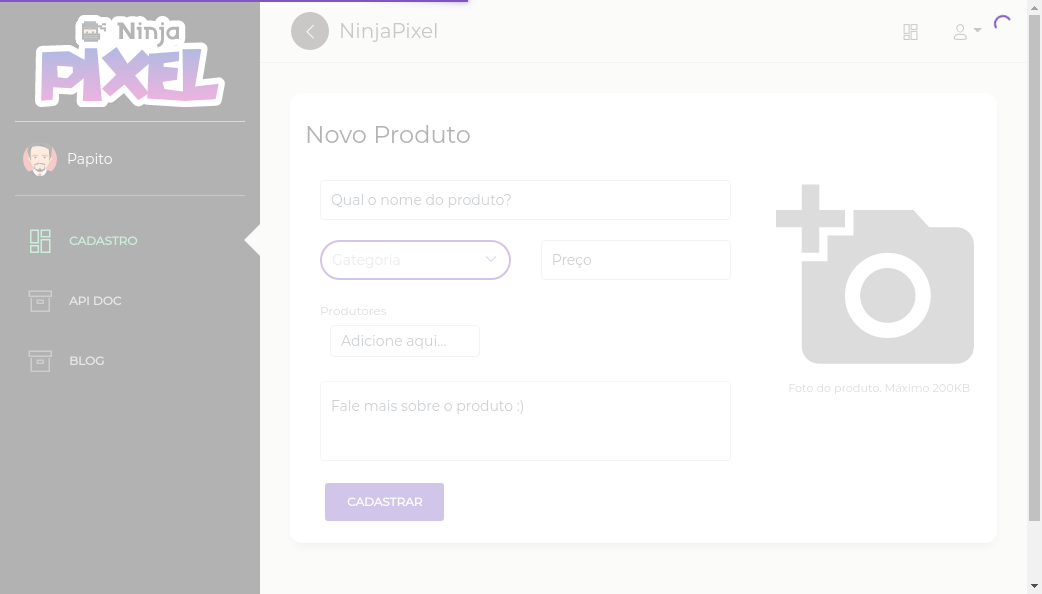 Ninja
PIXEL
NinjaPixel
Papito
CADASTRO
API DOC
BLOG
Novo Produto
Qual o nome do produto?
Gategoria
Preço
Produtores
Adicione aqui...
Fale mais sobre o produto :)
CADASTRAR
Foto do produto. Máximo 200KB